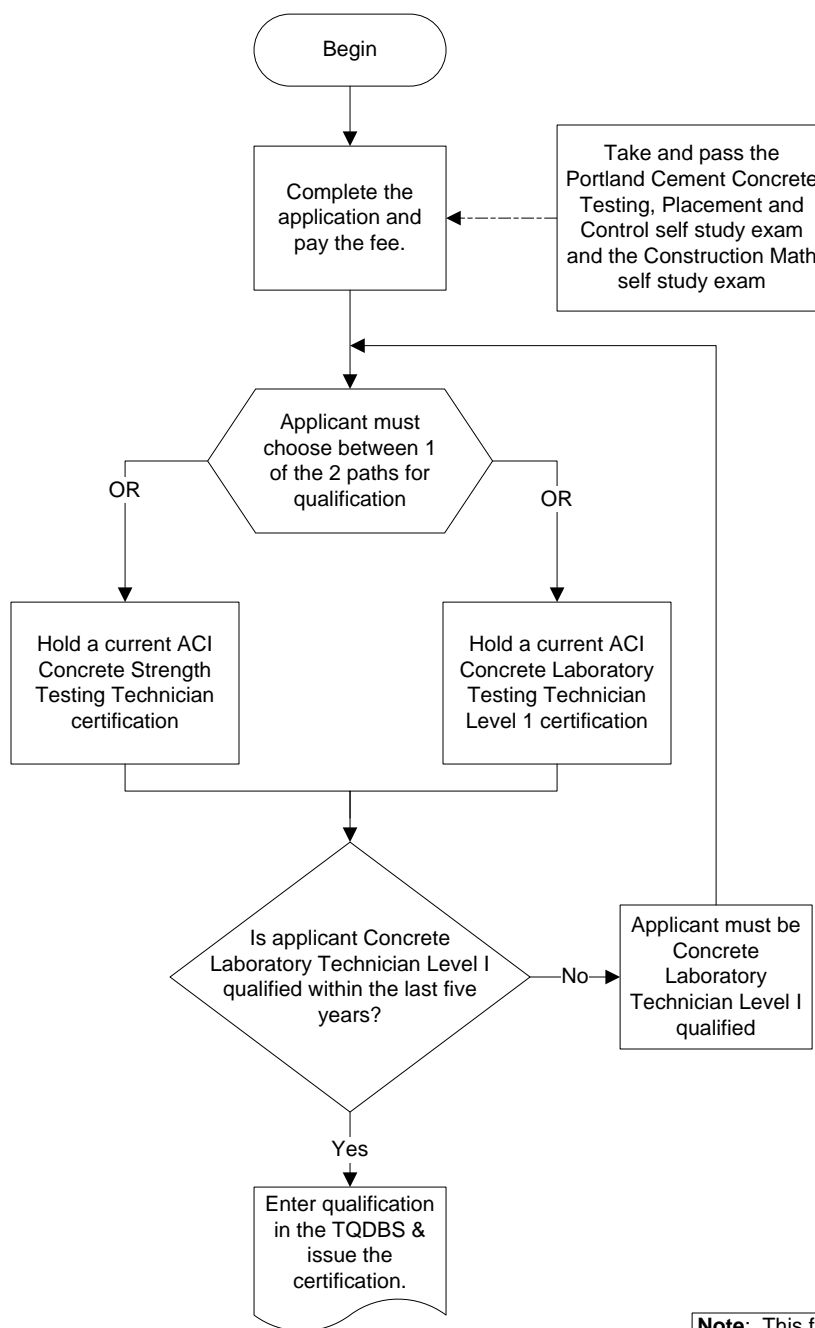 Begin
Complete the
application and
pay the fee.
Take and pass the
Portland Cement Concrete
Testing, Placement and
Control self study exam
and the Construction Math
self study exam
Applicant must
choose between 1
of the 2 paths for
qualification
OR
OR
Hold a current ACI
Concrete Strength
Testing Technician
certification
Hold a current ACI
Concrete Laboratory
Testing Technician
Level 1 certification
Is applicant Concrete
Laboratory Technician Level I
qualified within the last five
years?
No
Applicant must be
Concrete
Laboratory
Technician Level I
qualified
Yes
Enter qualification
in the TQDBS &
issue the
certification.
Note: This f